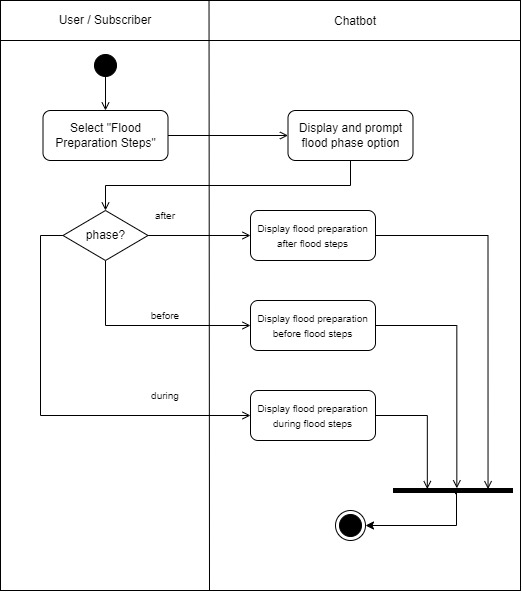 User / Subscriber
Chatbot
Select "Flood
Preparation Steps"
Display and prompt
flood phase option
phase?
after
Display flood preparation
after flood steps
before
Display flood preparation
before flood steps
during
Display flood preparation
during flood steps